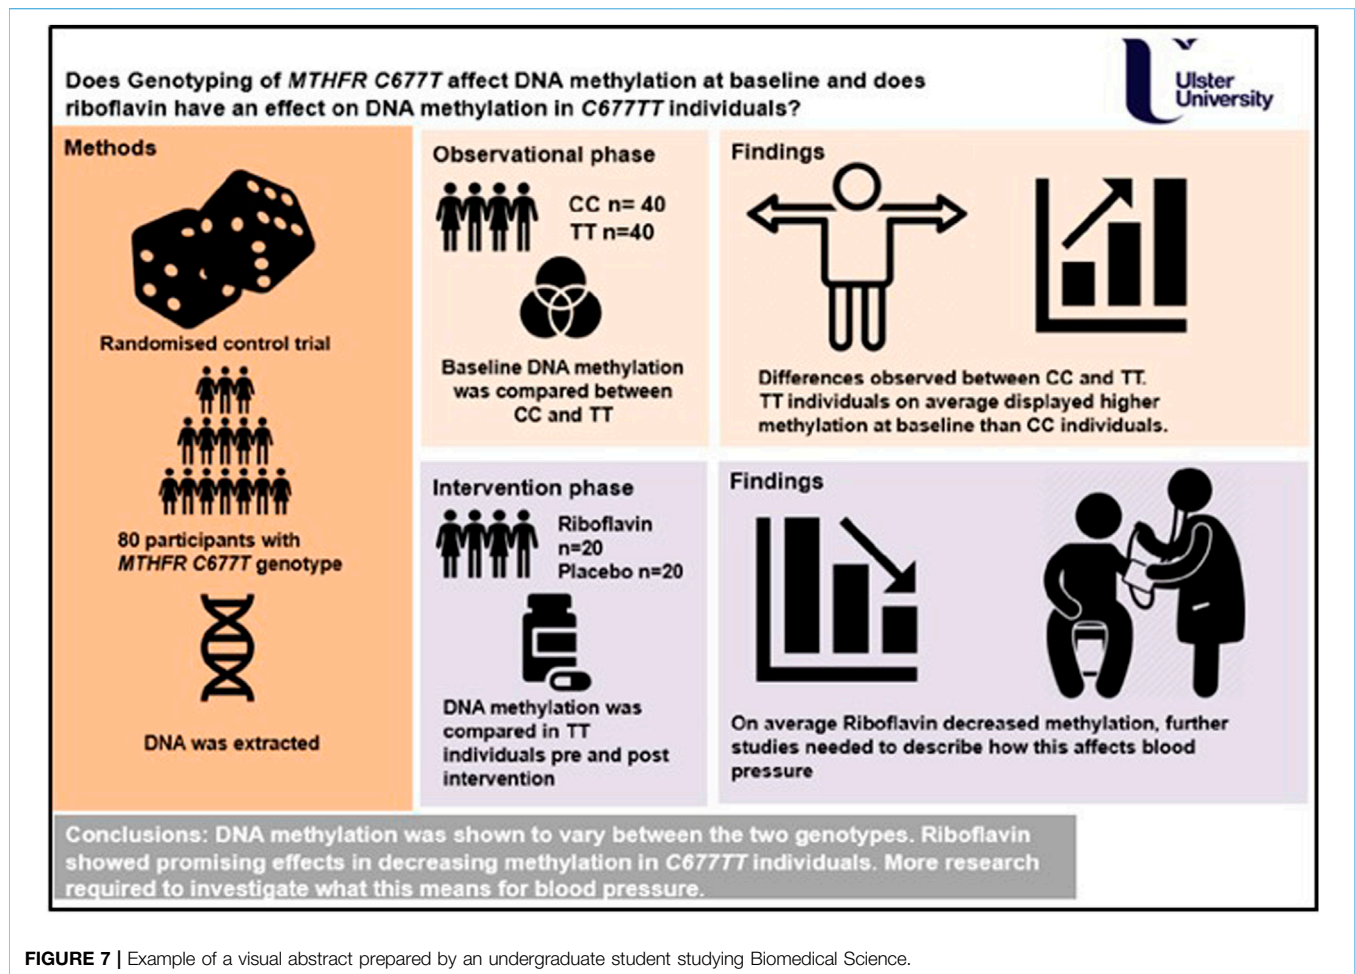 Does Genotyping of MTHFR C677T affect DNA methylation at baseline and does
riboflavin have an effect on DNA methylation in C677TT individuals?
Ulster
University
Methods
Randomised control trial
80 participants with
MTHFR C677T genotype
DNA was extracted
Observational phase
CC n= 40
TT n=40
Baseline DNA methylation
was compared between
CC and TT
Findings
Differences observed between CC and TT.
TT individuals on average displayed higher
methylation at baseline than CC individuals.
Intervention phase
Riboflavin
n=20
Placebo n=20
DNA methylation was
compared in TT
individuals pre and post
intervention
Findings
On average Riboflavin decreased methylation, further
studies needed to describe how this affects blood
pressure
Conclusions: DNA methylation was shown to vary between the two genotypes. Riboflavin
showed promising effects in decreasing methylation in C677TT individuals. More research
required to investigate what this means for blood pressure.
FIGURE 7 | Example of a visual abstract prepared by an undergraduate student studying Biomedical Science.